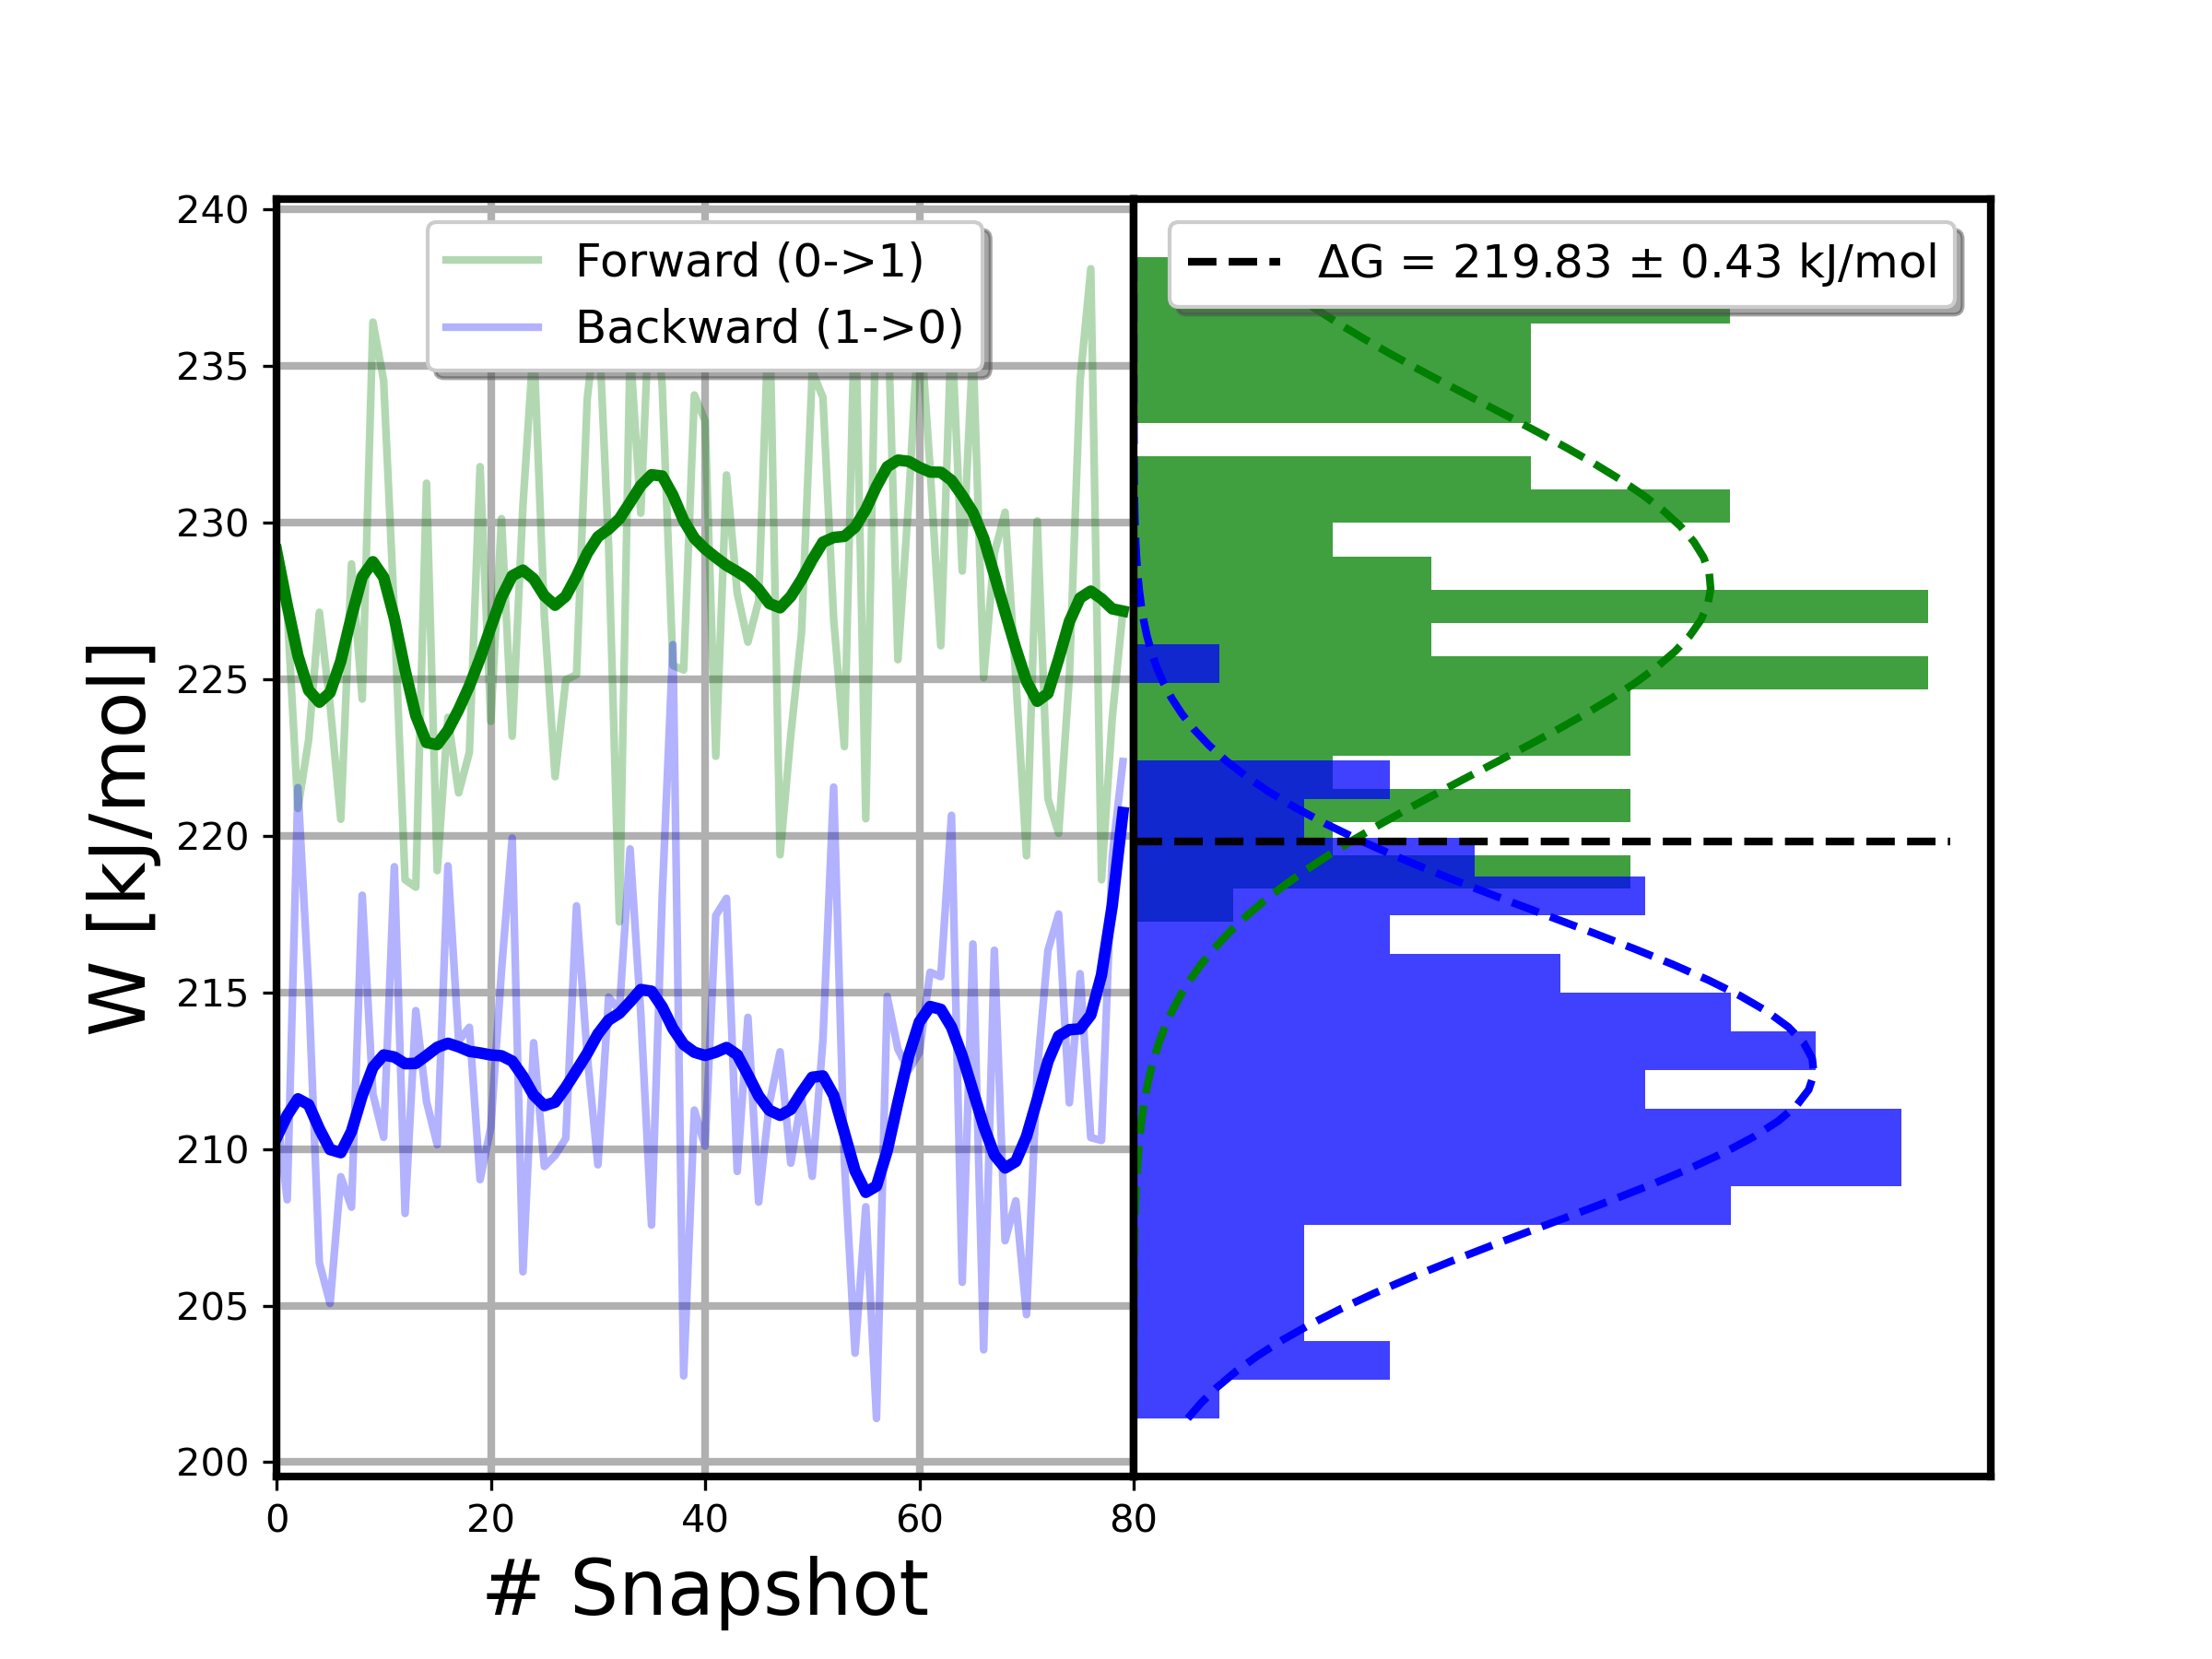 Forward (0->1)
Backward (1->0)
ΔG = 219.83 ± 0.43 kJ/mol
W [kJ/mol]
240
235
230
225
220
215
210
205
200
0 20 40 60 80
# Snapshot